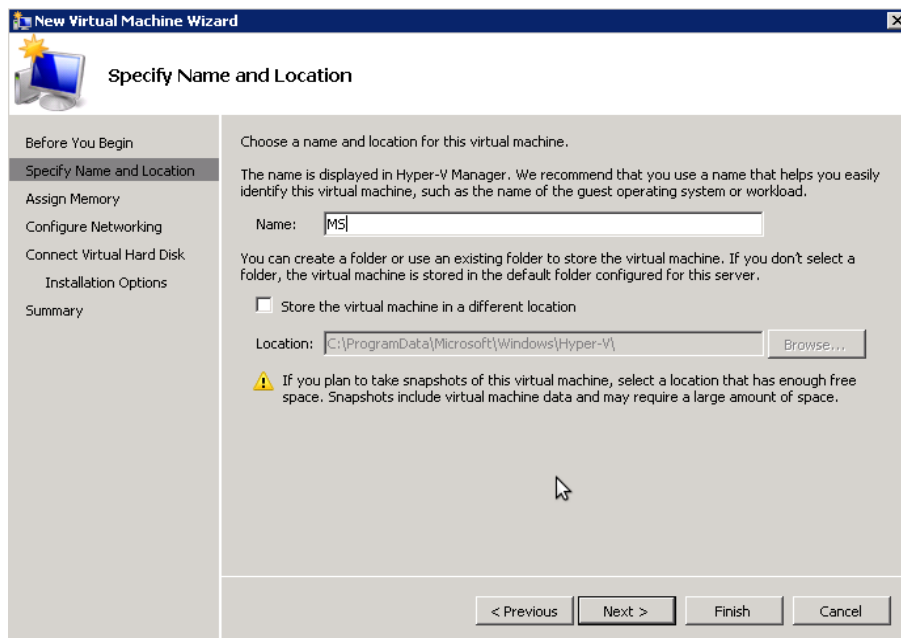 New Virtual Machine Wizard
Specify Name and Location
Before You Begin
Specify Name and Location
Assign Memory
Configure Networking
Connect Virtual Hard Disk
Installation Options
Summary
Choose a name and location for this virtual machine.
The name is displayed in Hyper-V Manager. We recommend that you use a name that helps you easily
identify this virtual machine, such as the name of the guest operating system or workload.
Name: MS
You can create a folder or use an existing folder to store the virtual machine. If you don't select a
folder, the virtual machine is stored in the default folder configured for this server.
Store the virtual machine in a different location
Location: C:\ProgramData\Microsoft\Windows\Hyper-V\ Browse...
If you plan to take snapshots of this virtual machine, select a location that has enough free
space. Snapshots include virtual machine data and may require a large amount of space.
< Previous Next > Finish Cancel